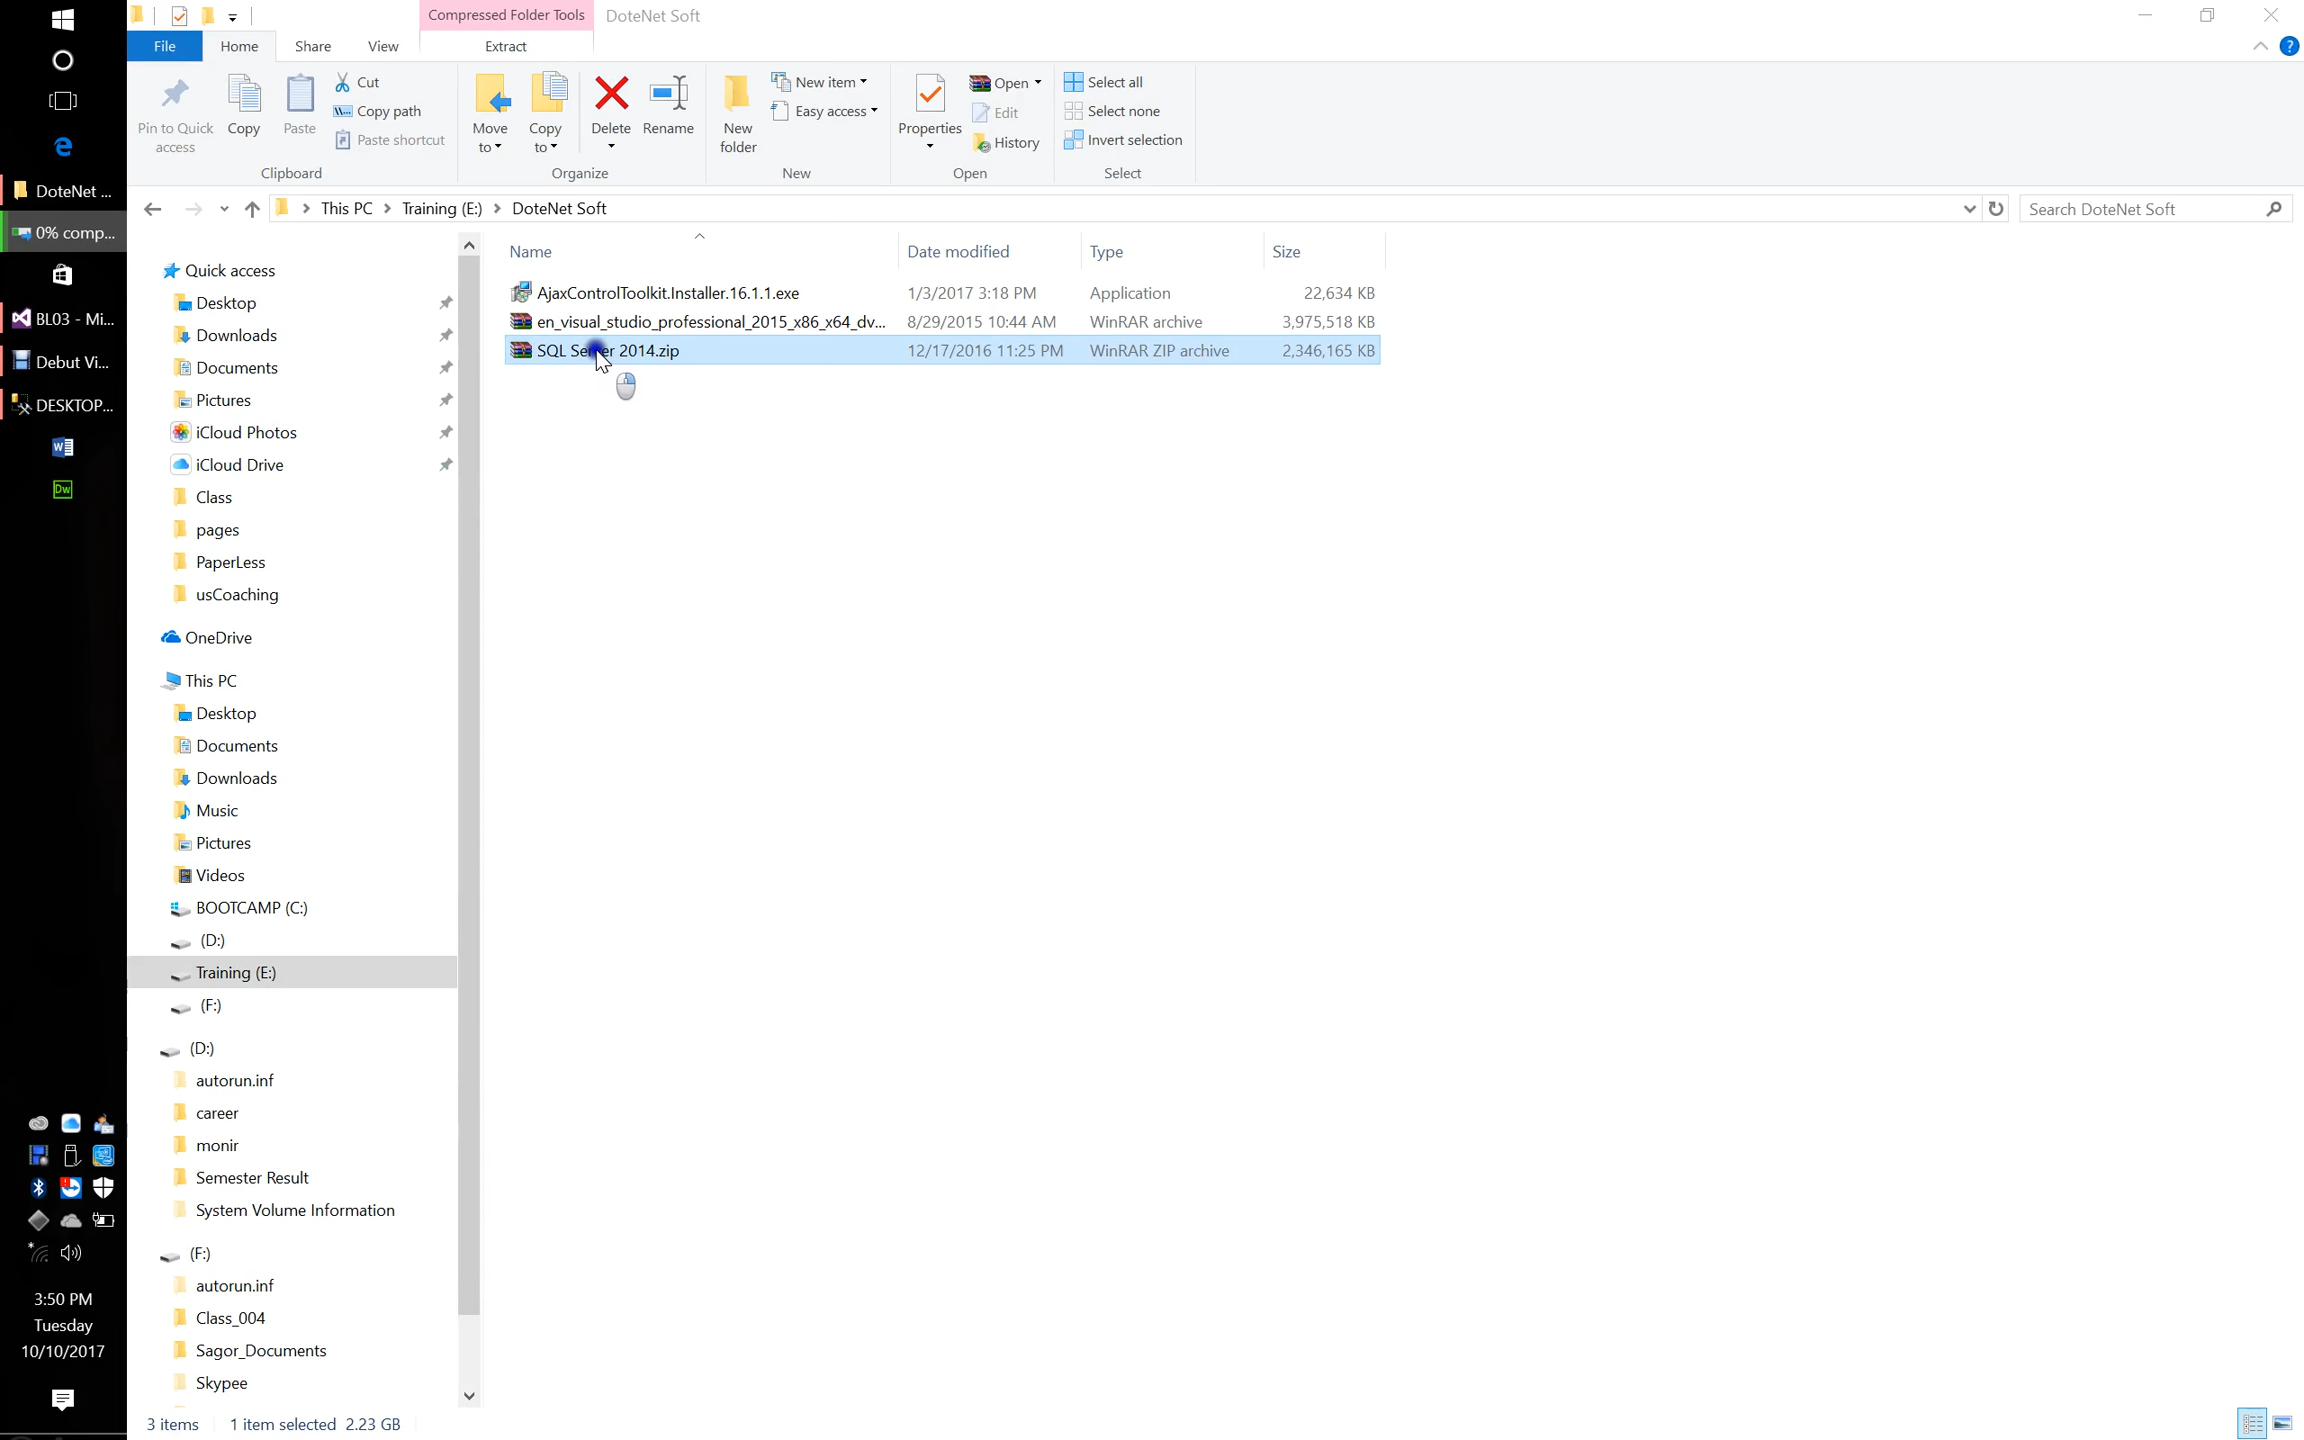 Compressed Folder Tools
DoteNet Soft
File
Home
Share
View
Extract
?
Pin to Quick
access
Copy
Paste
Cut
Copy path
Paste shortcut
Clipboard
Move
to
Copy
to
Delete
Rename
Organize
New
folder
New item
Easy access
New
Properties
Open
Edit
History
Open
Select all
Select none
Invert selection
Select
This PC
Training (E:)
DoteNet Soft
Search DoteNet Soft
DoteNet ...
0% comp...
BL03 - Mi...
Debut Vi...
DESKTOP...
W
Dw
3:50 PM
Tuesday
10/10/2017
Quick access
Desktop
Downloads
Documents
Pictures
iCloud Photos
iCloud Drive
Class
pages
PaperLess
usCoaching
OneDrive
This PC
Desktop
Documents
Downloads
Music
Pictures
Videos
BOOTCAMP (C:)
(D:)
Training (E:)
(F:)
(D:)
autorun.inf
career
monir
Semester Result
System Volume Information
(F:)
autorun.inf
Class_004
Sagor_Documents
Skypee
Name Date modified Type Size
AjaxControlToolkit.Installer.16.1.1.exe 1/3/2017 3:18 PM Application 22,634 KB
en_visual_studio_professional_2015_x86_x64_dv... 8/29/2015 10:44 AM WinRAR archive 3,975,518 KB
SQL Server 2014.zip 12/17/2016 11:25 PM WinRAR ZIP archive 2,346,165 KB
3 items 1 item selected 2.23 GB